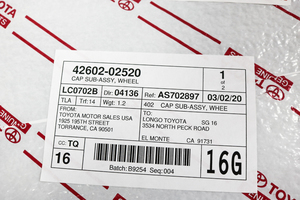 42602-02520
CAP SUB-ASSY, WHEEL
1
of
2
LC0702B Dlr: 04136 Ref: AS702897 03/02/20
TLA Trf: 14 Wgt: 1.2 402 CAP SUB-ASSY, WHEE
FROM:
TOYOTA MOTOR SALES USA
1925 195TH STREET
TORRANCE, CA 90501
TO:
LONGO TOYOTA SG 16
3534 NORTH PECK ROAD
EL MONTE CA 91731
CC: TQ
16
16G
Batch: B9254 Seq: 004
TOYOTA
GENUINE